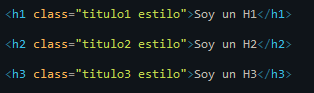 <h1 class="titulo1 estilo">Soy un H1</h1>
<h2 class="titulo2 estilo">Soy un H2</h2>
<h3 class="titulo3 estilo">Soy un H3</h3>